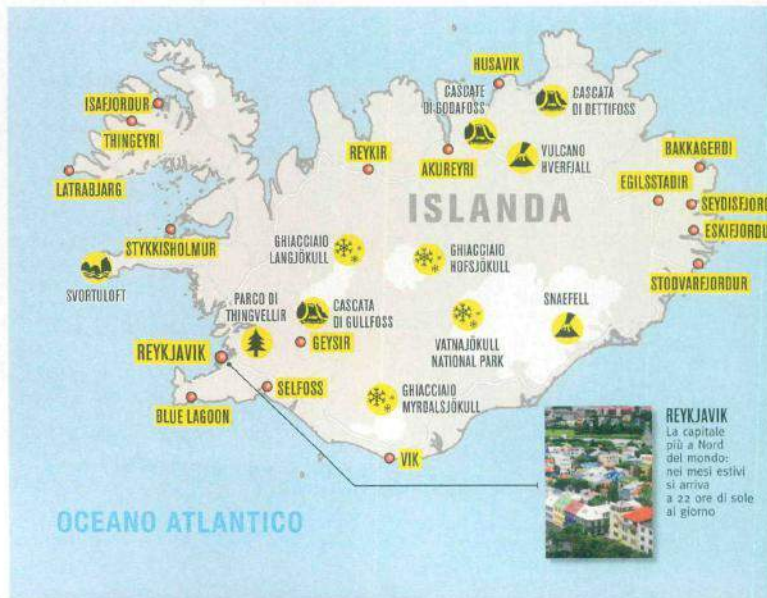 HUSAVIK
CASCATE
DI GODAFOSS
CASCATA
DI DETTIFOSS
ISAFJORDUR
THINGEYRI
LATRABJARG
REYKIR
AKUREYRI
VULCANO
HVERFJALL
BAKKAGERDI
EGILSSTADIR
SEYDISFJORD
ESKIFJORDU
STODVARFJORDUR
ISLANDA
STYKKISHOLMUR
SVORTULOFT
GHIACCIAIO
LANGJÖKULL
GHIACCIAIO
HOFSJÖKULL
PARCO DI
THINGVELLIR
CASCATA
DI GULLFOSS
GEYSIR
VATNAJÖKULL
NATIONAL PARK
SNAEFELL
REYKJAVIK
SELFOSS
BLUE LAGOON
GHIACCIAIO
MYRDALSJÖKULL
VIK
OCEANO ATLANTICO
REYKJAVIK
La capitale
più a Nord
del mondo:
nei mesi estivi
si arriva
a 22 ore di sole
al giorno